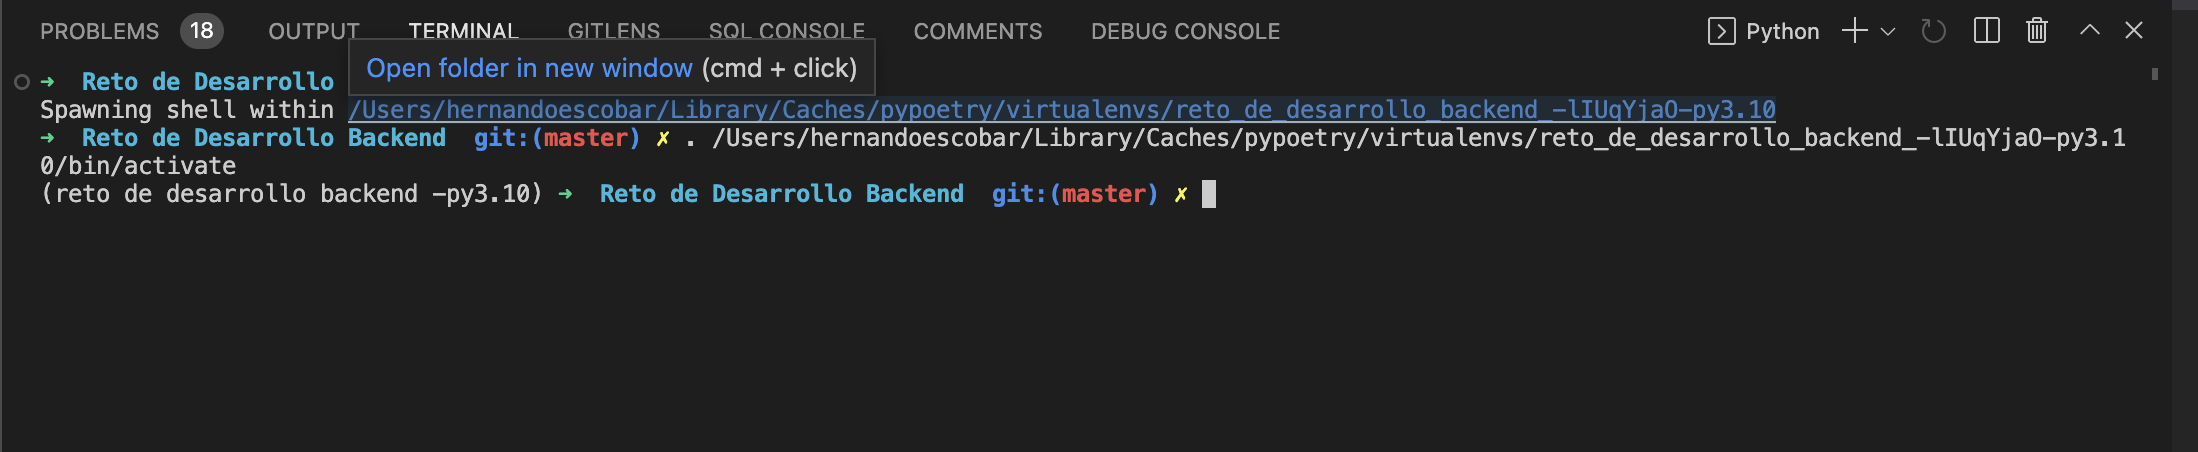 PROBLEMS 18 OUTPUT TERMINAL GITLENS SQL CONSOLE COMMENTS DEBUG CONSOLE Python
Open folder in new window (cmd + click)
➜ Reto de Desarrollo
Spawning shell within /Users/hernandoescobar/Library/Caches/pypoetry/virtualenvs/reto_de_desarrollo_backend_-lIUqYjaO-py3.10
➜ Reto de Desarrollo Backend git:(master) ✗ . /Users/hernandoescobar/Library/Caches/pypoetry/virtualenvs/reto_de_desarrollo_backend_-lIUqYjaO-py3.1
0/bin/activate
(reto de desarrollo backend -py3.10) ➜ Reto de Desarrollo Backend git:(master) ✗